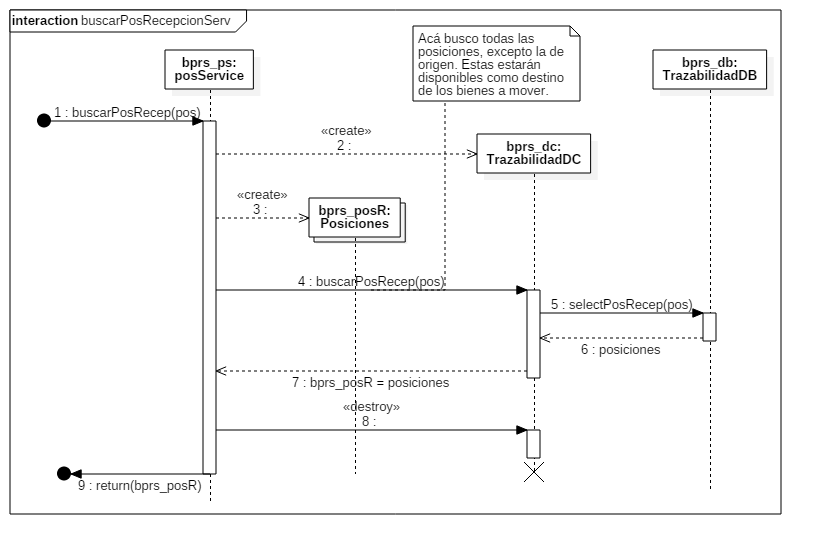 interaction buscarPosRecepcionServ
Acá busco todas las
posiciones, excepto la de
origen. Estas estarán
disponibles como destino
de los bienes a mover.
bprs_ps:
posService
bprs_db:
TrazabilidadDB
1 : buscarPosRecep(pos)
«create»
2 :
bprs_dc:
TrazabilidadDC
«create»
3 :
bprs_posR:
Posiciones
4 : buscarPosRecep(pos)
5 : selectPosRecep(pos)
6 : posiciones
7 : bprs_posR = posiciones
«destroy»
8 :
9 : return(bprs_posR)